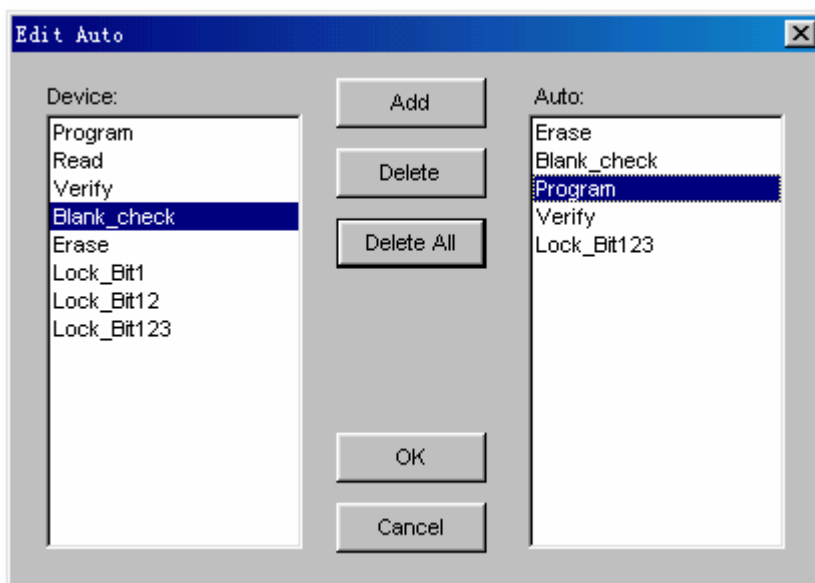 Edit Auto
Device:
Program
Read
Verify
Blank_check
Erase
Lock_Bit1
Lock_Bit12
Lock_Bit123
Add
Delete
Delete All
OK
Cancel
Auto:
Erase
Blank_check
Program
Verify
Lock_Bit123